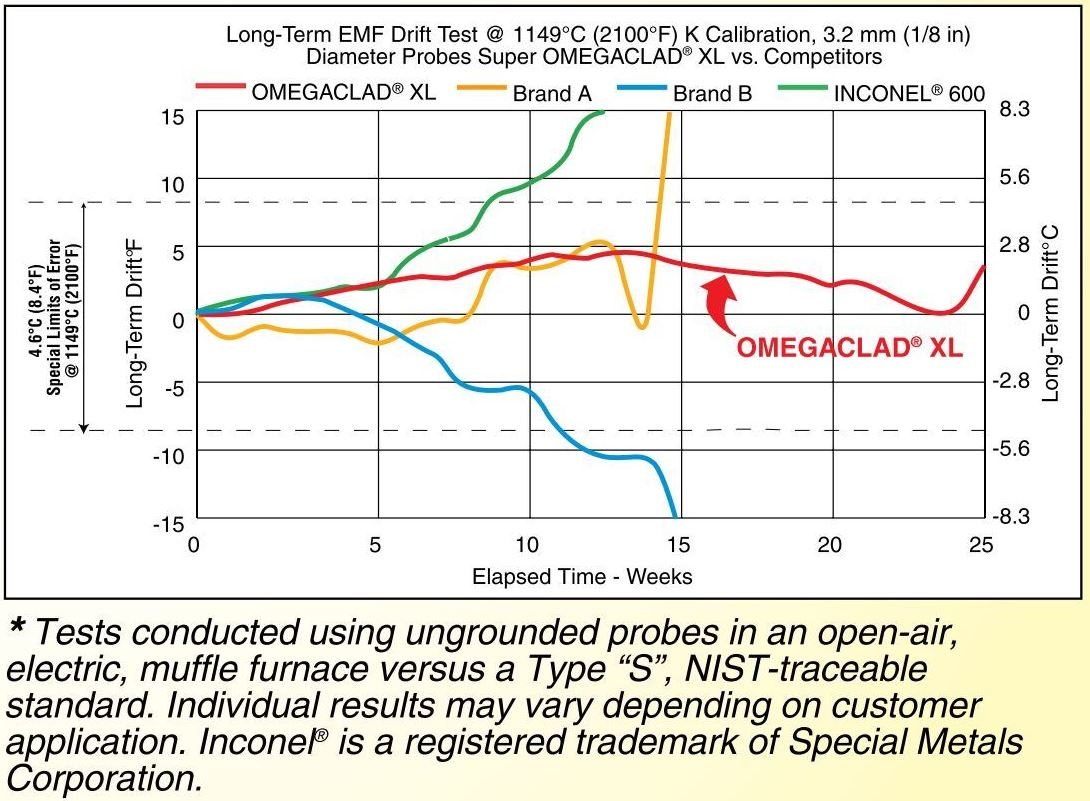 Long-Term EMF Drift Test @ 1149°C (2100°F) K Calibration, 3.2 mm (1/8 in)
Diameter Probes Super OMEGACLAD® XL vs. Competitors
OMEGACLAD® XL Brand A Brand B INCONEL® 600
15
10
5
0
-5
-10
-15
8.3
5.6
2.8
0
-2.8
-5.6
-8.3
4.6°C (8.4°F)
Special Limits of Error
@ 1149°C (2100°F)
Long-Term Drift°F
Long-Term Drift°C
OMEGACLAD® XL
0 5 10 15 20 25
Elapsed Time - Weeks
* Tests conducted using ungrounded probes in an open-air,
electric, muffle furnace versus a Type “S”, NIST-traceable
standard. Individual results may vary depending on customer
application. Inconel® is a registered trademark of Special Metals
Corporation.